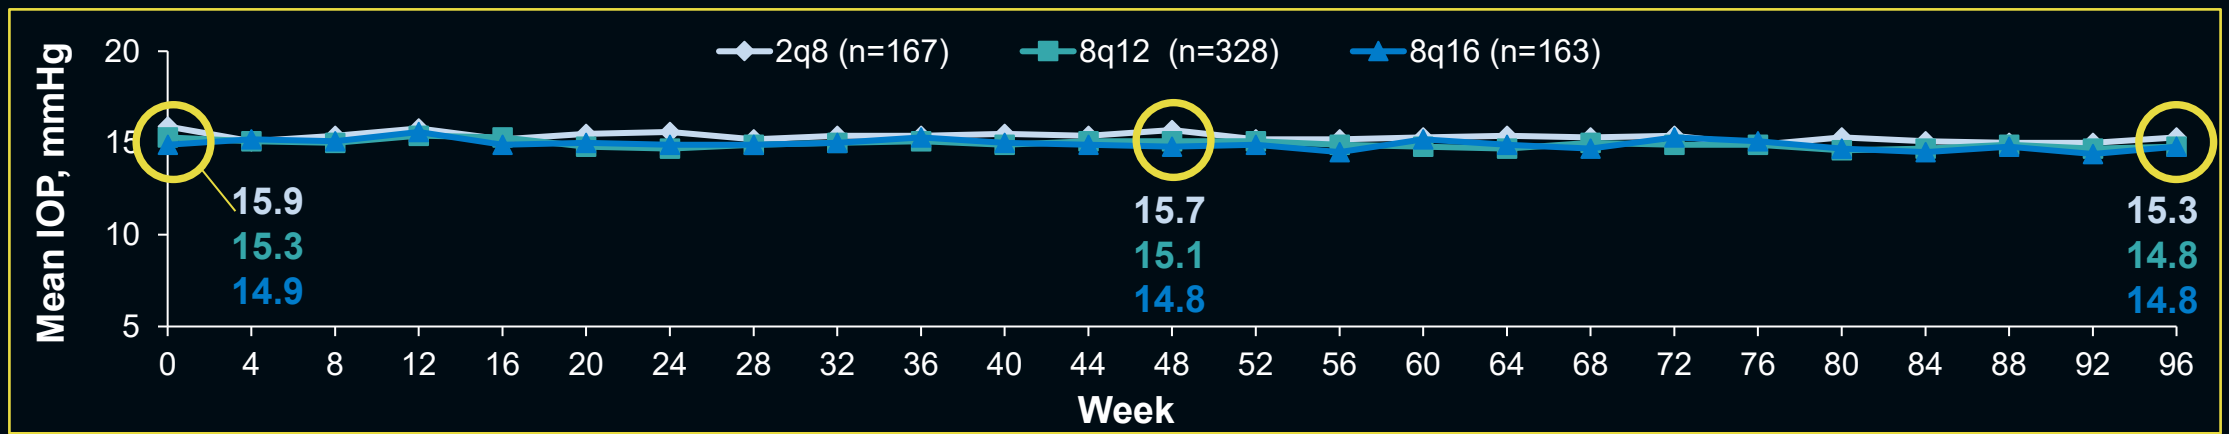 Mean IOP, mmHg
20
15
10
5
2q8 (n=167)
8q12 (n=328)
8q16 (n=163)
15.9
15.3
14.9
15.7
15.1
14.8
15.3
14.8
14.8
0 4 8 12 16 20 24 28 32 36 40 44 48 52 56 60 64 68 72 76 80 84 88 92 96
Week